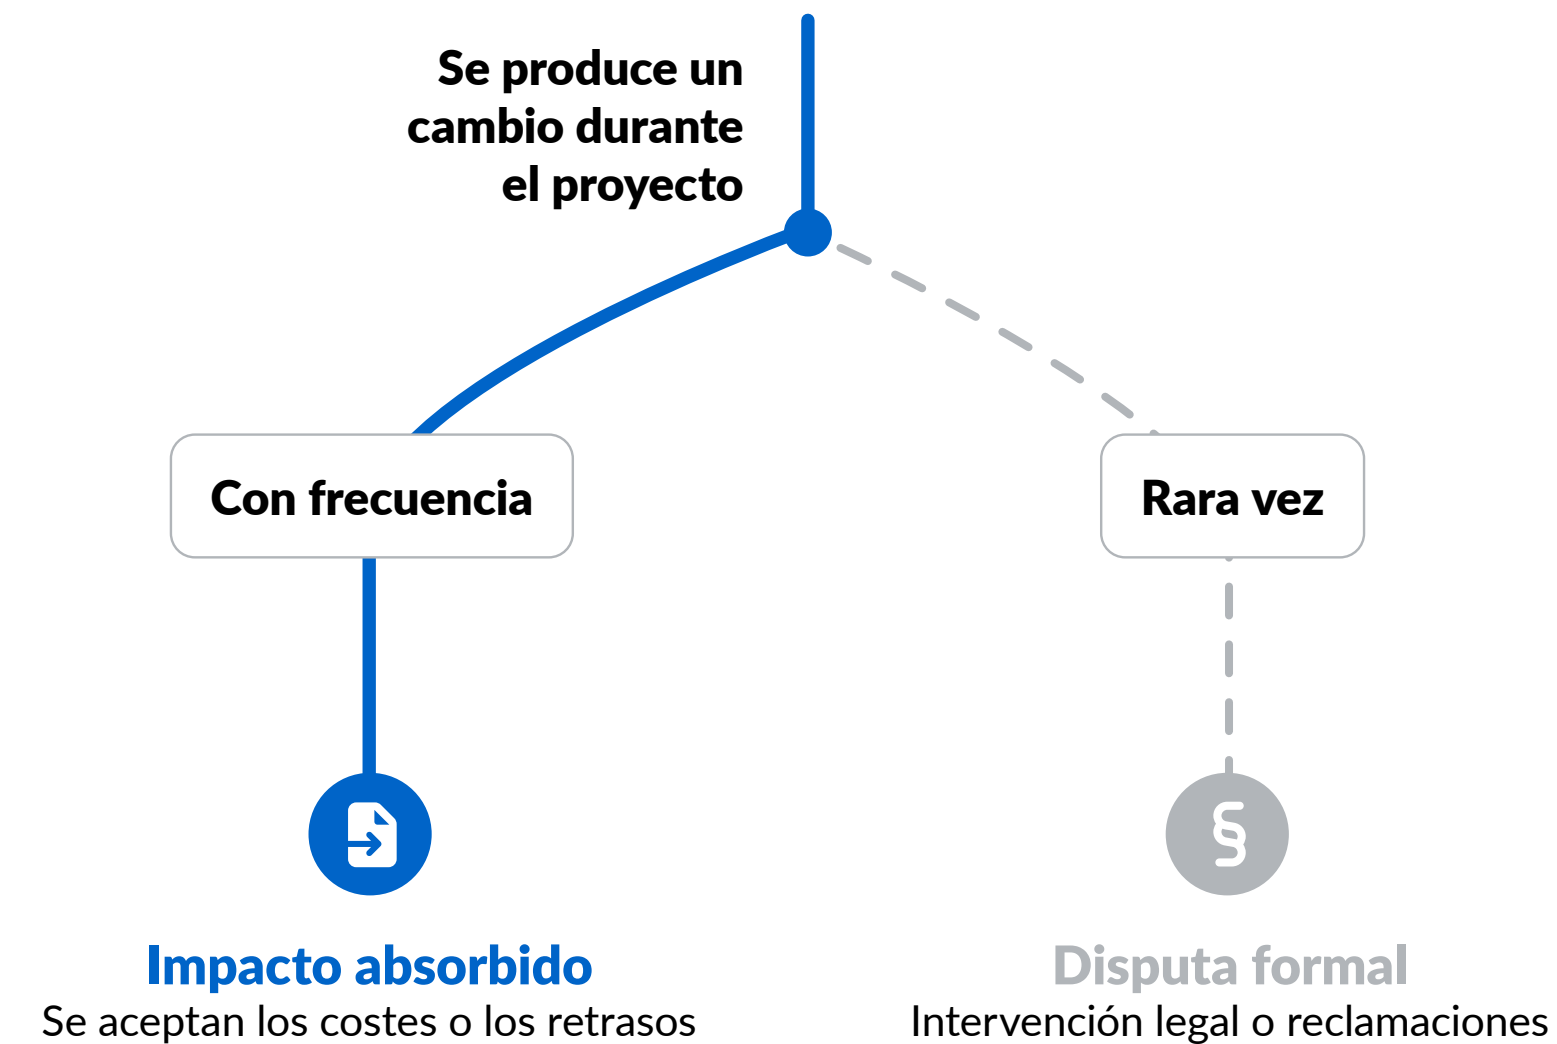 Se produce un
cambio durante
el proyecto
Con frecuencia
Rara vez
§
Impacto absorbido
Se aceptan los costes o los retrasos
Disputa formal
Intervención legal o reclamaciones